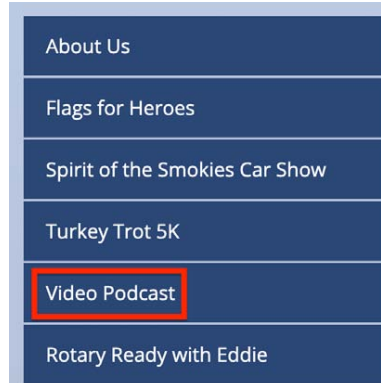 About Us
Flags for Heroes
Spirit of the Smokies Car Show
Turkey Trot 5K
Video Podcast
Rotary Ready with Eddie